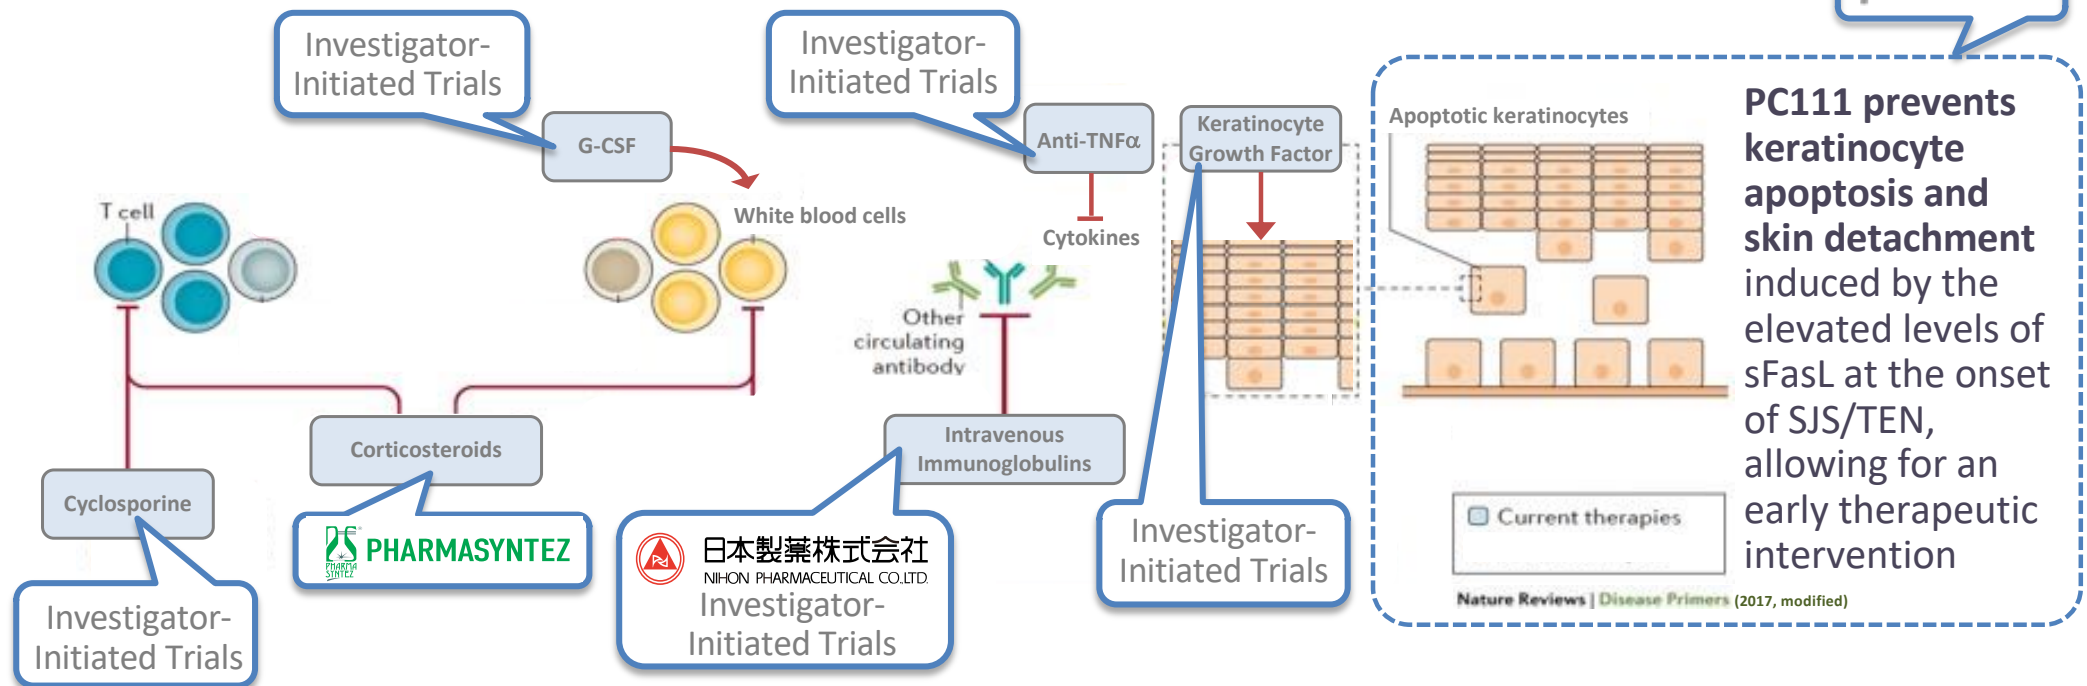 Investigator-
Initiated Trials
Investigator-
Initiated Trials
G-CSF
Anti-TNFα
Keratinocyte
Growth Factor
Apoptotic keratinocytes
PC111 prevents
keratinocyte
apoptosis and
skin detachment
induced by the
elevated levels of
sFasL at the onset
of SJS/TEN,
allowing for an
early therapeutic
intervention
T cell
White blood cells
Cytokines
Other
circulating
antibody
Corticosteroids
Intravenous
Immunoglobulins
Cyclosporine
PHARMA
SYNTEZ
PHARMASYNTEZ
日本製薬株式会社
NIHON PHARMACEUTICAL CO.LTD.
Investigator-
Initiated Trials
Investigator-
Initiated Trials
Investigator-
Initiated Trials
Current therapies
Nature Reviews | Disease Primers (2017, modified)